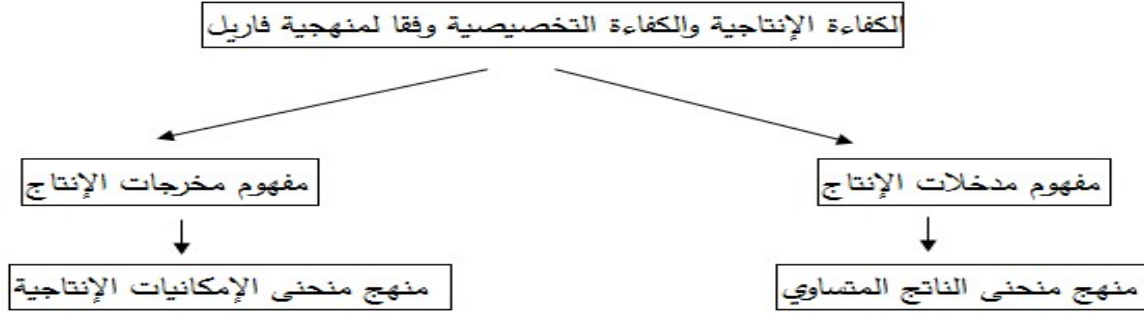 الكفاءة الإنتاجية والكفاءة التخصيصية وفقا لمنهجية فاريل
مفهوم مدخلات الإنتاج
مفهوم مخرجات الإنتاج
منهج منحنى الناتج المتساوي
منهج منحنى الإمكانيات الإنتاجية